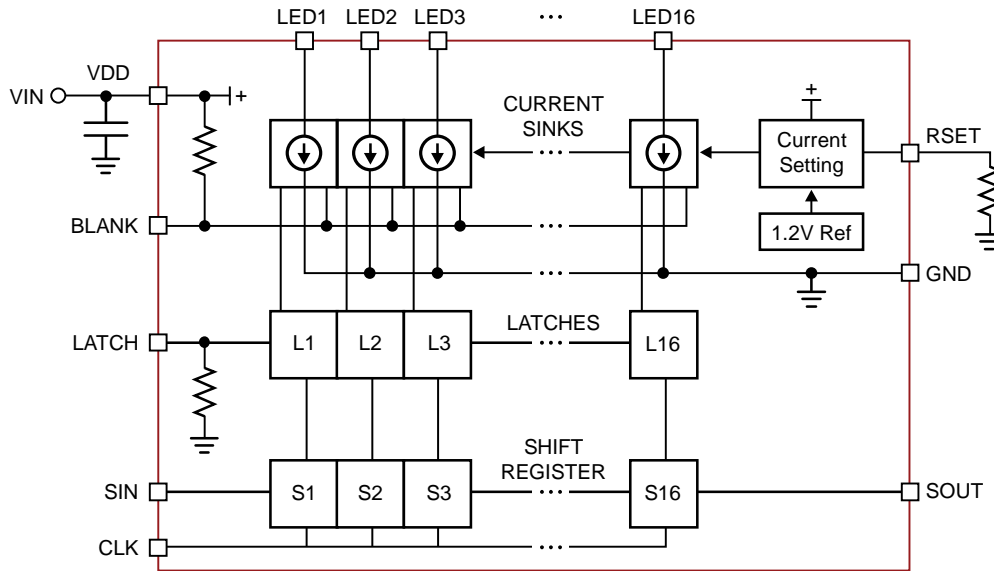 LED1 LED2 LED3 ... LED16
VDD
VIN
+
CURRENT
SINKS
...
+
Current
Setting
RSET
BLANK
...
1.2V Ref
...
GND
LATCH
L1 L2 L3
LATCHES
...
L16
SHIFT
REGISTER
SIN
S1 S2 S3
...
S16
SOUT
CLK
...